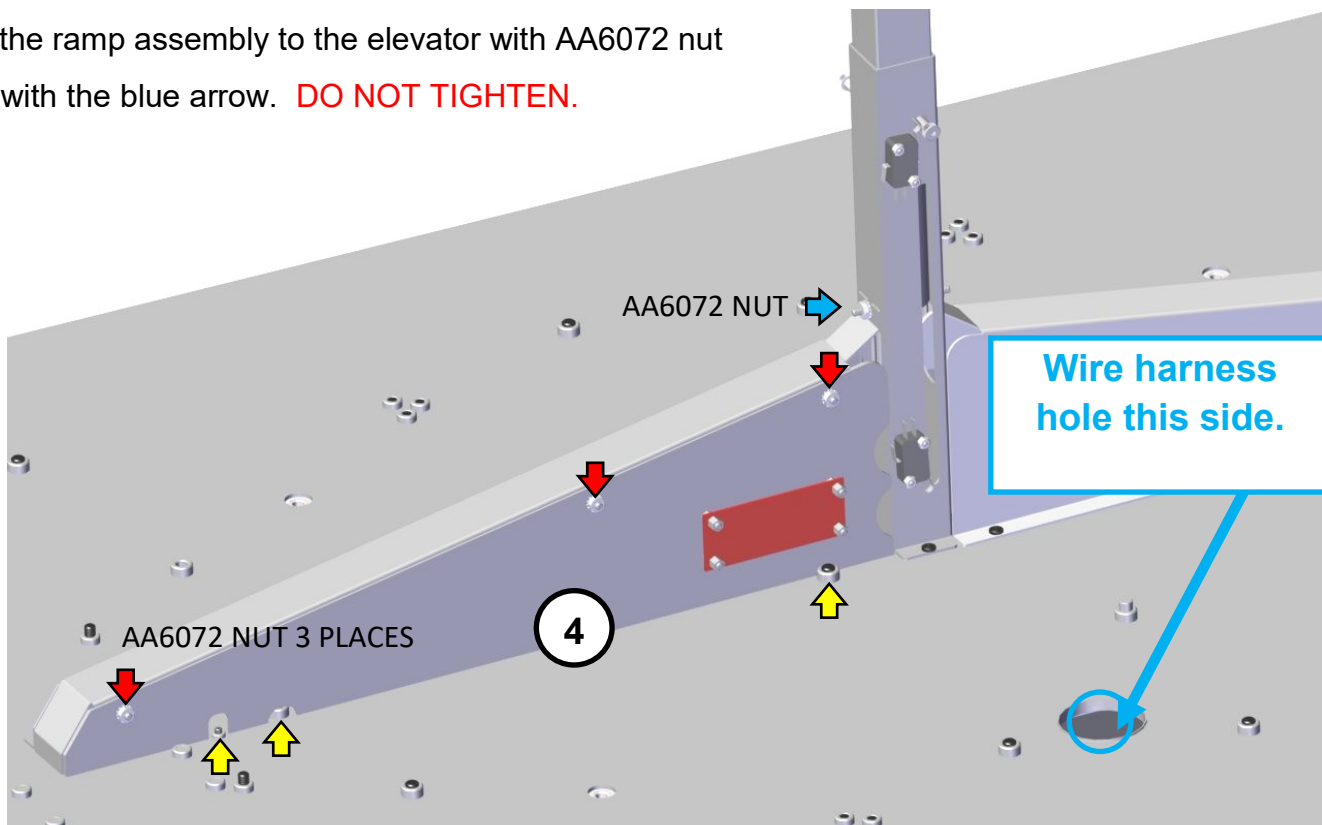 the ramp assembly to the elevator with AA6072 nut
with the blue arrow. DO NOT TIGHTEN.
AA6072 NUT
Wire harness
hole this side.
4
AA6072 NUT 3 PLACES